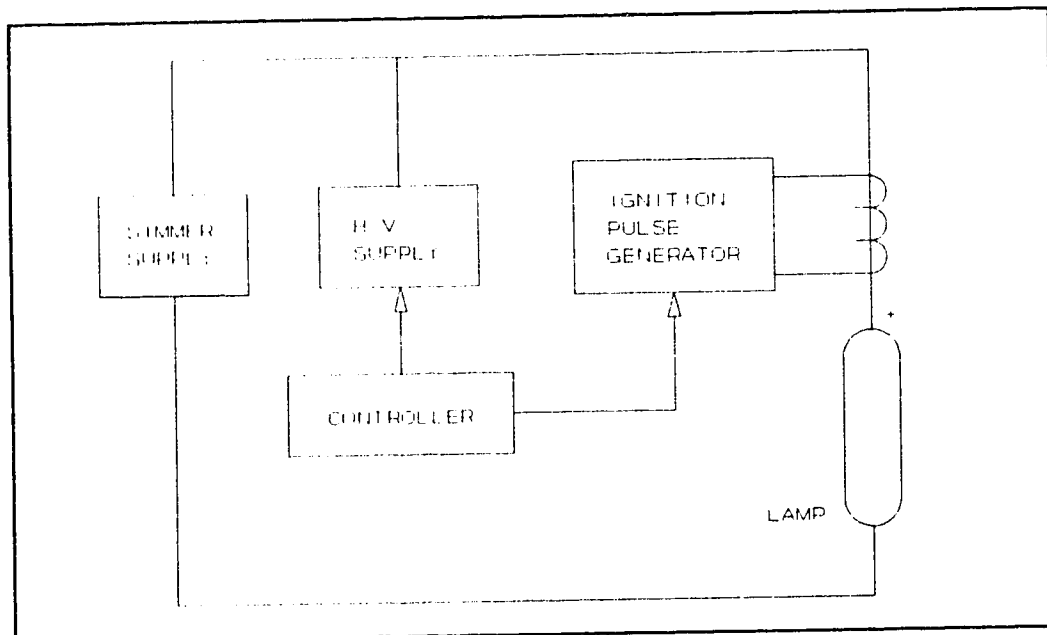 SIMMER
SUPPLY
H V
SUPPLY
IGNITION
PULSE
GENERATOR
+
CONTROLLER
LAMP